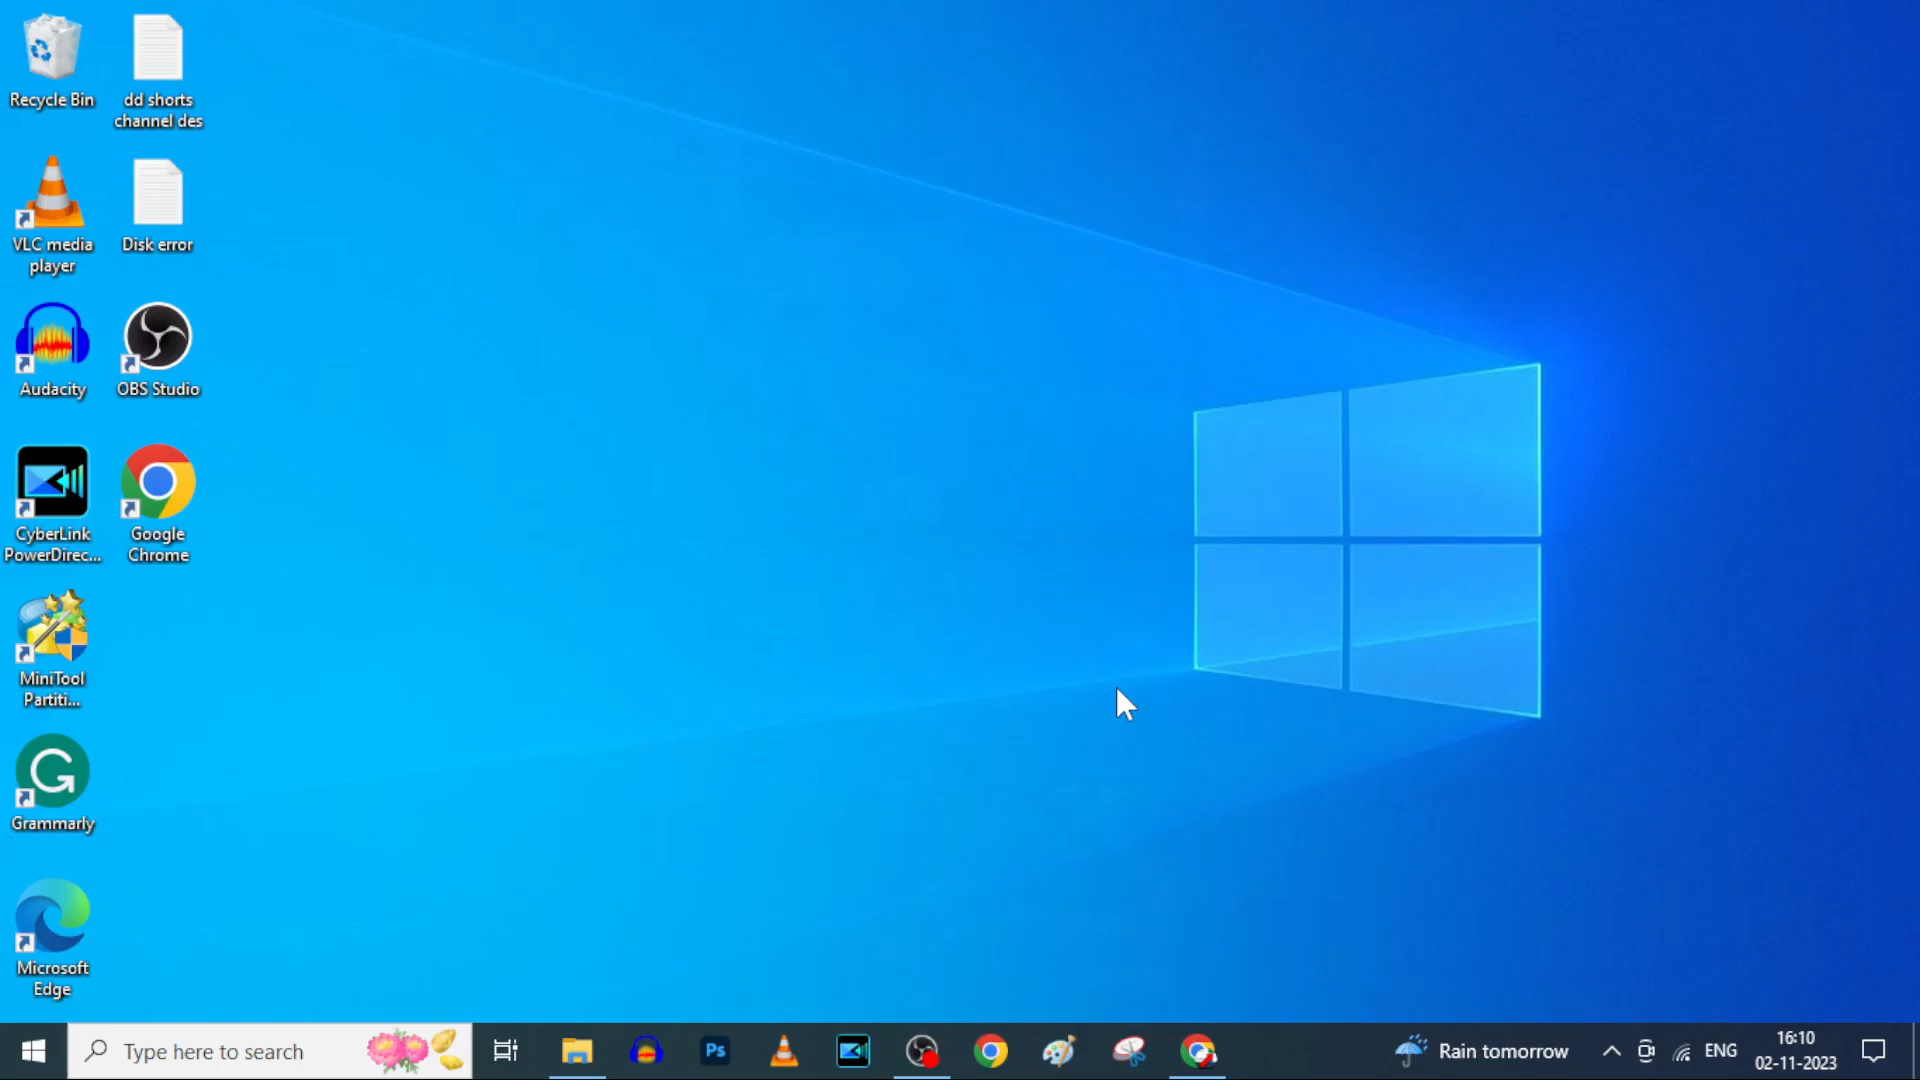 Recycle Bin
dd shorts
channel des
VLC media
player
Disk error
Audacity
OBS Studio
CyberLink
PowerDirec...
Google
Chrome
MiniTool
Partiti...
G
Grammarly
Microsoft
Edge
Type here to search
Ps
Rain tomorrow
ENG
16:10
02-11-2023